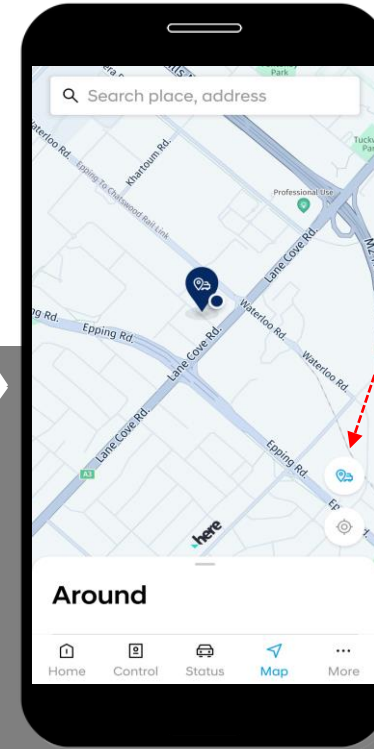 Park
Search place, address
Waterloo Rd.
Khartoum Rd.
Epping To Chatswood Rail Link
Professional Use
Lane Cove Rd.
Waterloo Rd.
Epping Rd.
Lane Cove Rd.
Waterloo Rd.
Lane Cove Rd.
Epping Rd.
A3
here
Around
Home
Control
Status
Map
More